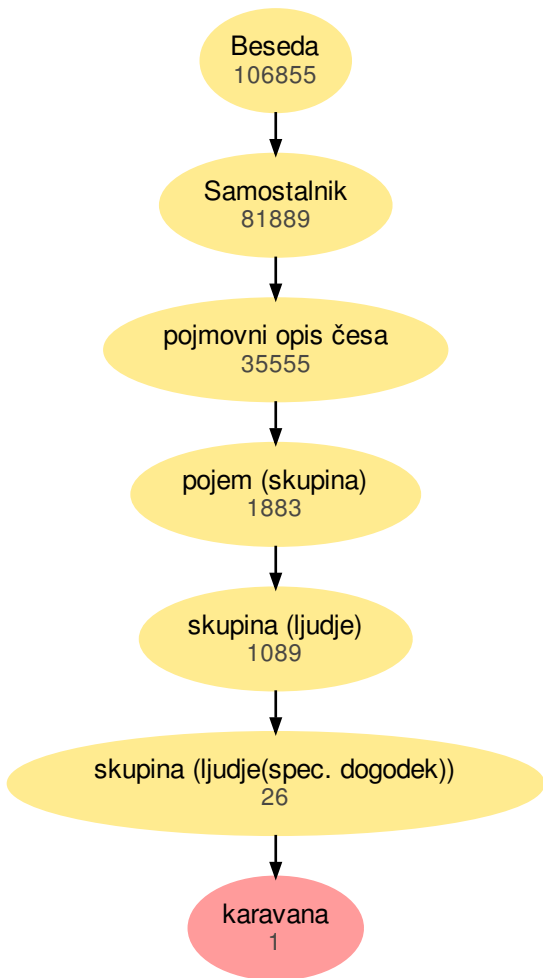 Beseda
106855
Samostalnik
81889
pojmovni opis česa
35555
pojem (skupina)
1883
skupina (ljudje)
1089
skupina (ljudje(spec. dogodek))
26
karavana
1